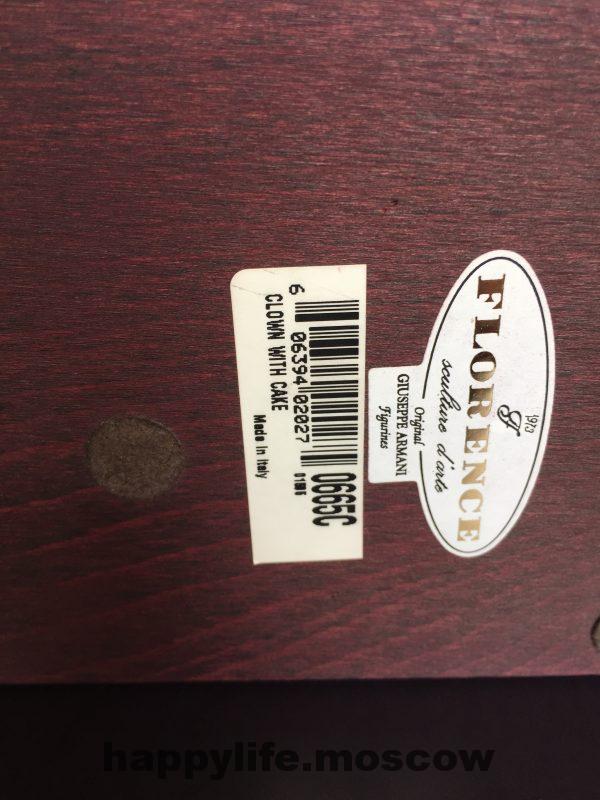 1973
SF
FLORENCE
sculture d'arte
Original
GIUSEPPE ARMANI
Figurines
0665C
6 06394 02027
CLOWN WITH CAKE
Made in Italy
happylife.moscow